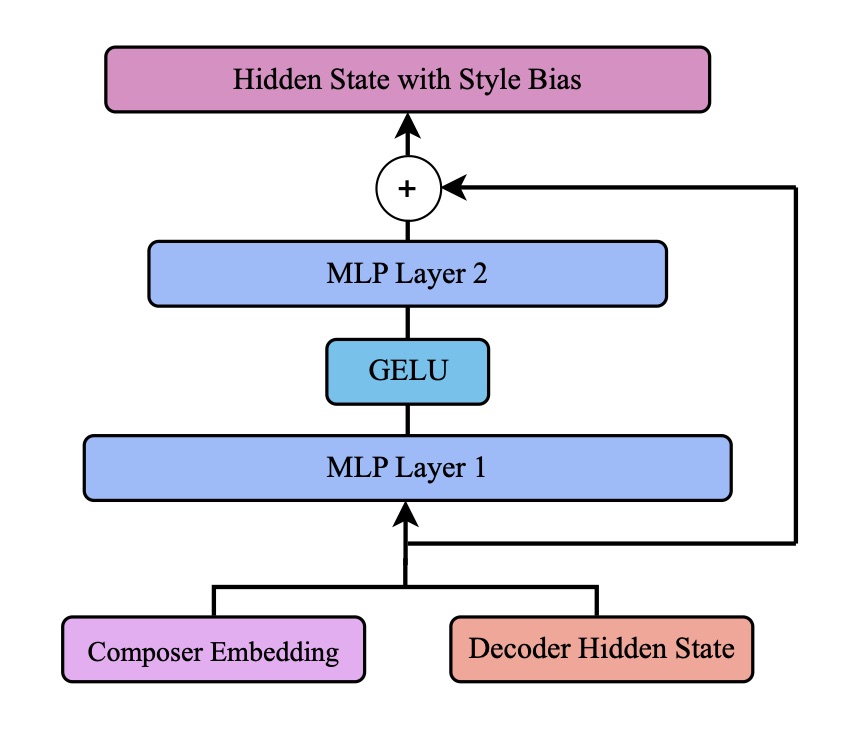 Hidden State with Style Bias
+
MLP Layer 2
GELU
MLP Layer 1
Composer Embedding
Decoder Hidden State